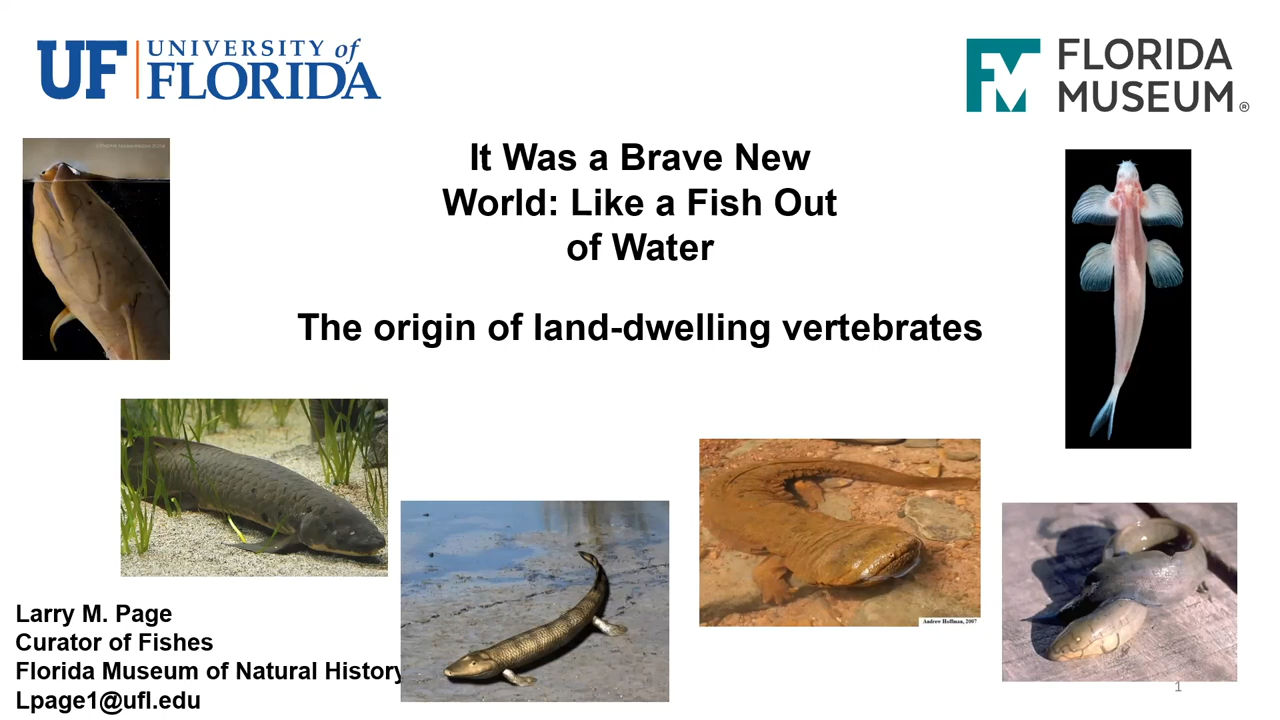 UF
UNIVERSITY of
FLORIDA
FLORIDA
MUSEUM®
It Was a Brave New
World: Like a Fish Out
of Water
The origin of land-dwelling vertebrates
Andrew Hoffman, 2007
Larry M. Page
Curator of Fishes
Florida Museum of Natural History
Lpage1@ufl.edu
1